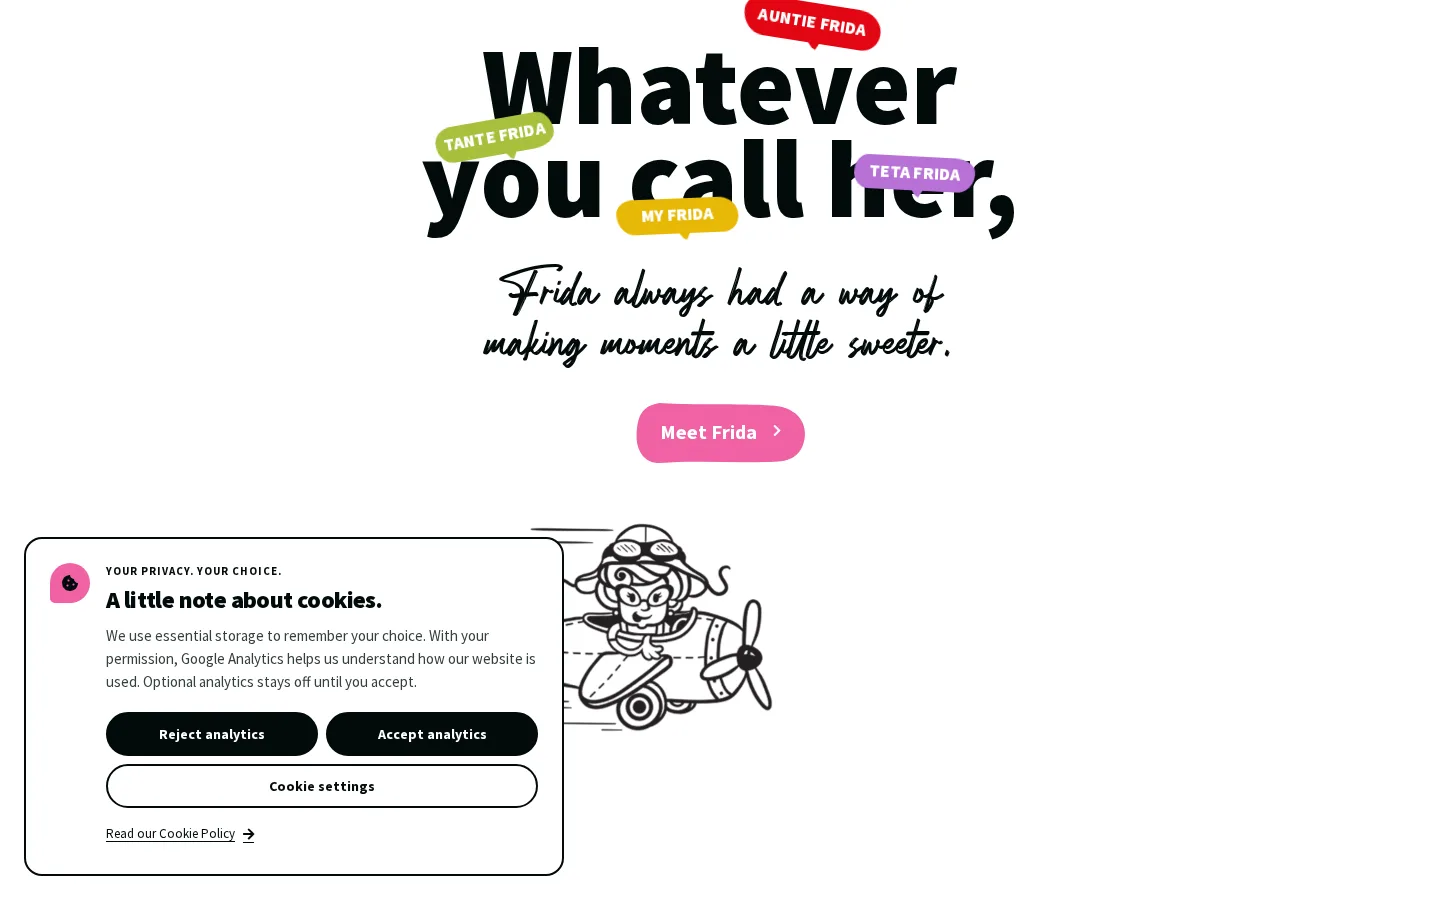 AUNTIE FRIDA
Whatever
TANTE FRIDA
you call her,
TETA FRIDA
MY FRIDA
Frida always had a way of
making moments a little sweeter.
Meet Frida
YOUR PRIVACY. YOUR CHOICE.
A little note about cookies.
We use essential storage to remember your choice. With your
permission, Google Analytics helps us understand how our website is
used. Optional analytics stays off until you accept.
Reject analytics
Accept analytics
Cookie settings
Read our Cookie Policy